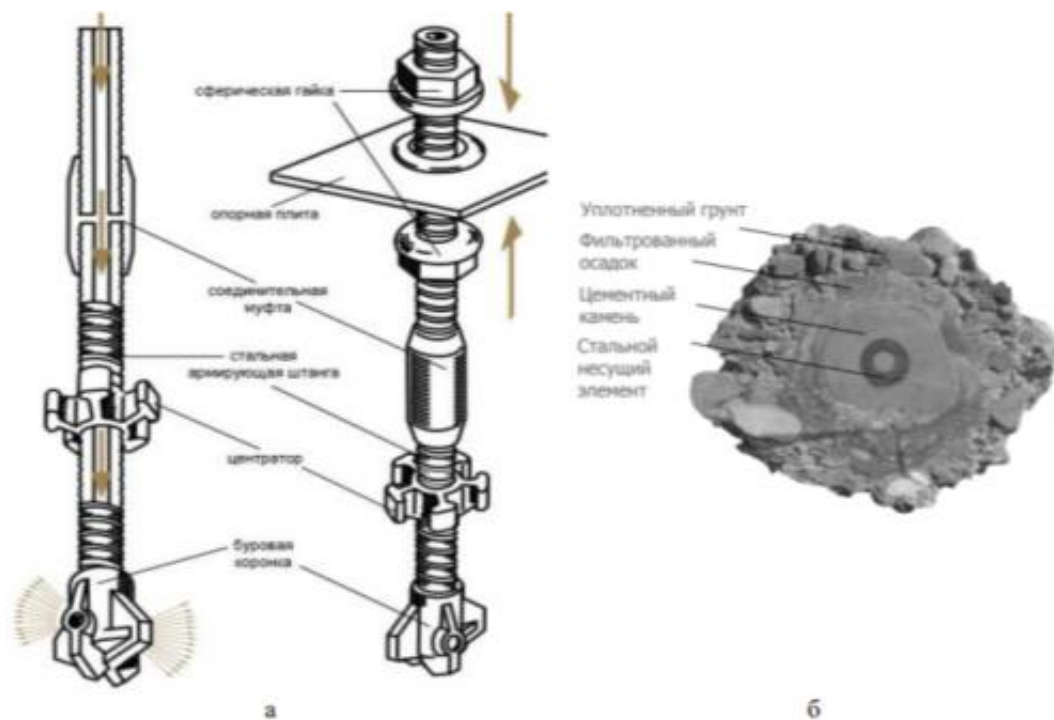 сферическая гайка
опорная плита
соединительная
муфта
стальная
армирующая штанга
центратор
буровая
коронка
Уплотненный грунт
Фильтрованный
осадок
Цементный
камень
Стальной
несущий
элемент
а
б